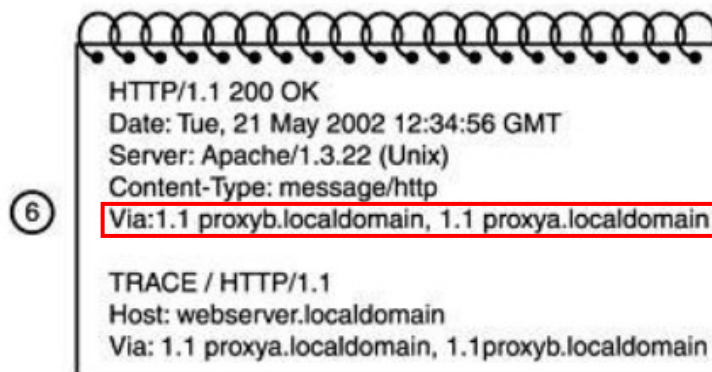 HTTP/1.1 200 OK
Date: Tue, 21 May 2002 12:34:56 GMT
Server: Apache/1.3.22 (Unix)
Content-Type: message/http
6
Via:1.1 proxyb.localdomain, 1.1 proxya.localdomain
TRACE / HTTP/1.1
Host: webserver.localdomain
Via: 1.1 proxya.localdomain, 1.1proxyb.localdomain